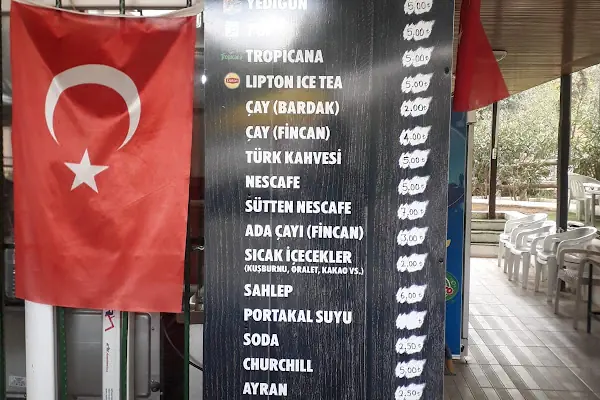 YEDİGÜN 5,00₺
5,00₺
TROPICANA 5,00₺
LIPTON ICE TEA 5,00₺
ÇAY (BARDAK) 2,00₺
ÇAY (FİNCAN) 4,00₺
TÜRK KAHVESİ 5,00₺
NESCAFE 5,00₺
SÜTTEN NESCAFE 7,00₺
ADA ÇAYI (FİNCAN) 3,00₺
SICAK İÇECEKLER 2,00₺
(KUŞBURNU, ORALET, KAKAO VS.)
SAHLEP 6,00₺
PORTAKAL SUYU
SODA 2,50₺
CHURCHILL 5,00₺
AYRAN 2,50₺